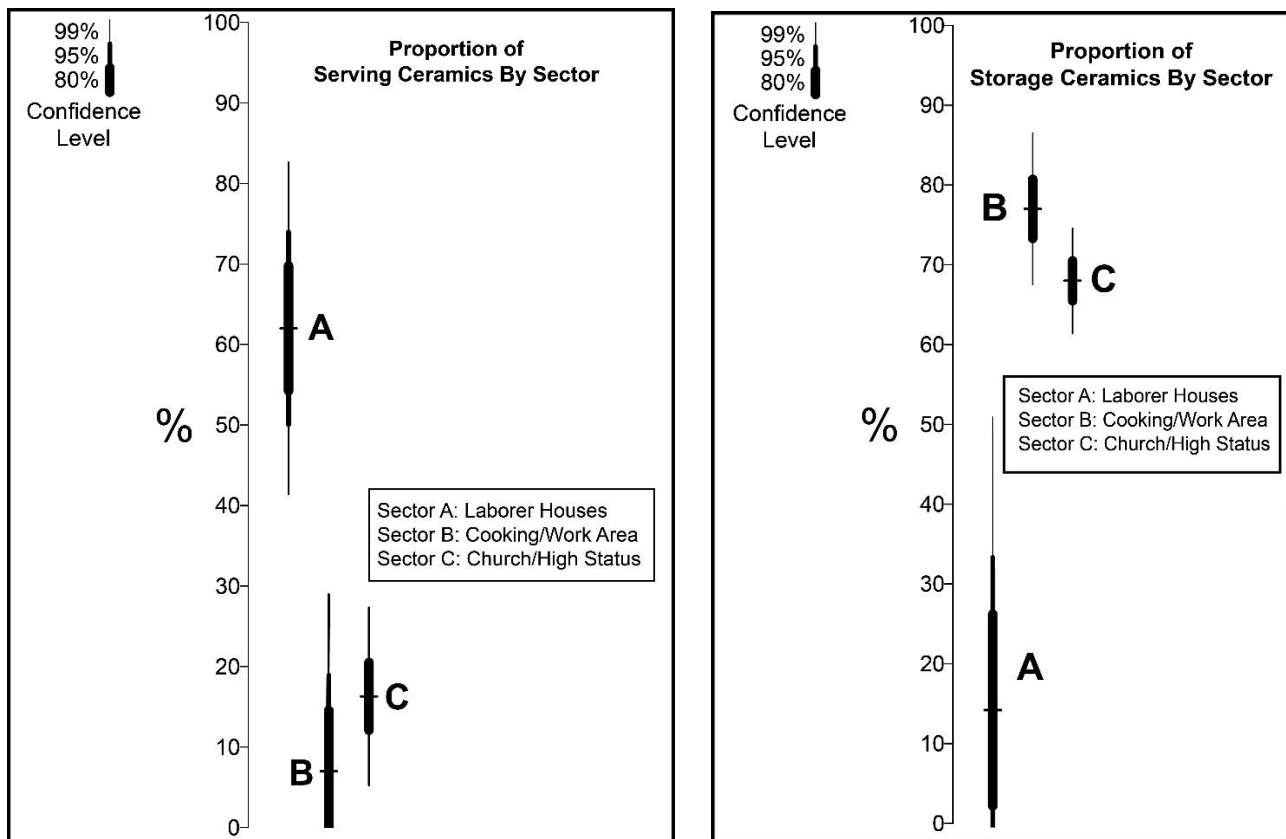 99%
95%
80%
Confidence
Level
Proportion of
Serving Ceramics By Sector
100
90
80
70
60
50
40
30
20
10
0
%
A
B
C
Sector A: Laborer Houses
Sector B: Cooking/Work Area
Sector C: Church/High Status
99%
95%
80%
Confidence
Level
Proportion of
Storage Ceramics By Sector
100
90
80
70
60
50
40
30
20
10
0
%
B
C
A
Sector A: Laborer Houses
Sector B: Cooking/Work Area
Sector C: Church/High Status